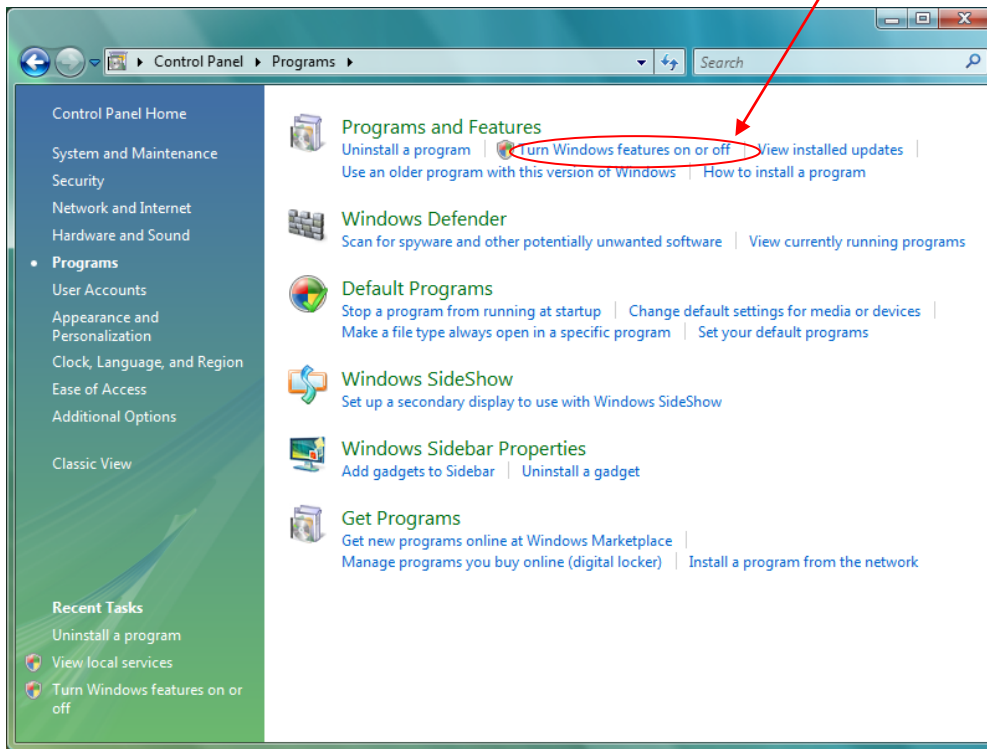 Control Panel Programs
Search
Control Panel Home
System and Maintenance
Security
Network and Internet
Hardware and Sound
Programs
User Accounts
Appearance and
Personalization
Clock, Language, and Region
Ease of Access
Additional Options
Classic View
Recent Tasks
Uninstall a program
View local services
Turn Windows features on or
off
Programs and Features
Uninstall a program Turn Windows features on or off View installed updates
Use an older program with this version of Windows How to install a program
Windows Defender
Scan for spyware and other potentially unwanted software View currently running programs
Default Programs
Stop a program from running at startup Change default settings for media or devices
Make a file type always open in a specific program Set your default programs
Windows SideShow
Set up a secondary display to use with Windows SideShow
Windows Sidebar Properties
Add gadgets to Sidebar Uninstall a gadget
Get Programs
Get new programs online at Windows Marketplace
Manage programs you buy online (digital locker) Install a program from the network